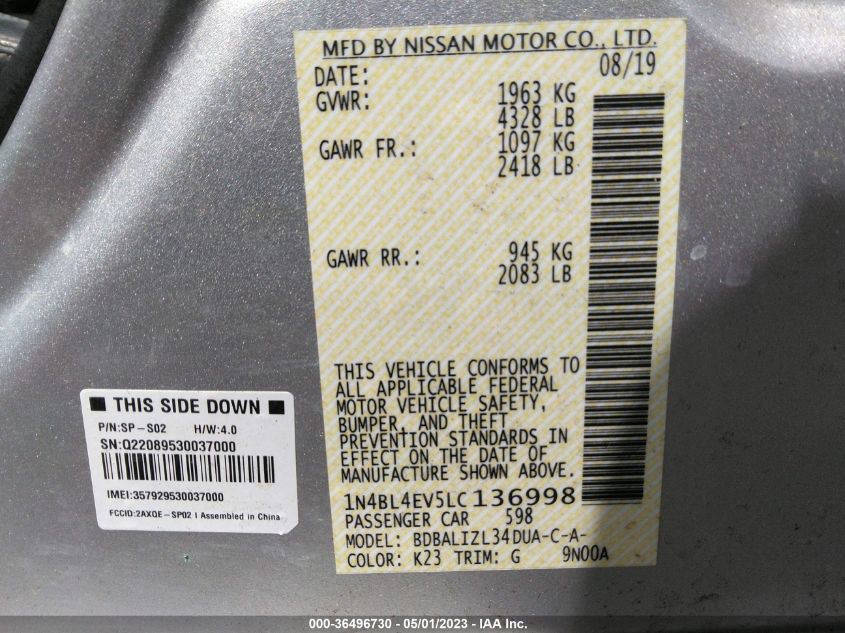 MFD BY NISSAN MOTOR CO., LTD.
DATE: 08/19
GVWR: 1963 KG
4328 LB
GAWR FR.: 1097 KG
2418 LB
GAWR RR.: 945 KG
2083 LB
THIS VEHICLE CONFORMS TO
ALL APPLICABLE FEDERAL
MOTOR VEHICLE SAFETY,
BUMPER, AND THEFT
PREVENTION STANDARDS IN
EFFECT ON THE DATE OF
MANUFACTURE SHOWN ABOVE.
1N4BL4EV5LC136998
PASSENGER CAR 598
MODEL: BDBALIZL34DUA-C-A-
COLOR: K23 TRIM: G 9N00A
THIS SIDE DOWN
P/N:SP-S02 H/W:4.0
SN:Q22089530037000
IMEI:357929530037000
FCCID:2AXQE-SP02 | Assembled in China
000-36496730 - 05/01/2023 - IAA Inc.